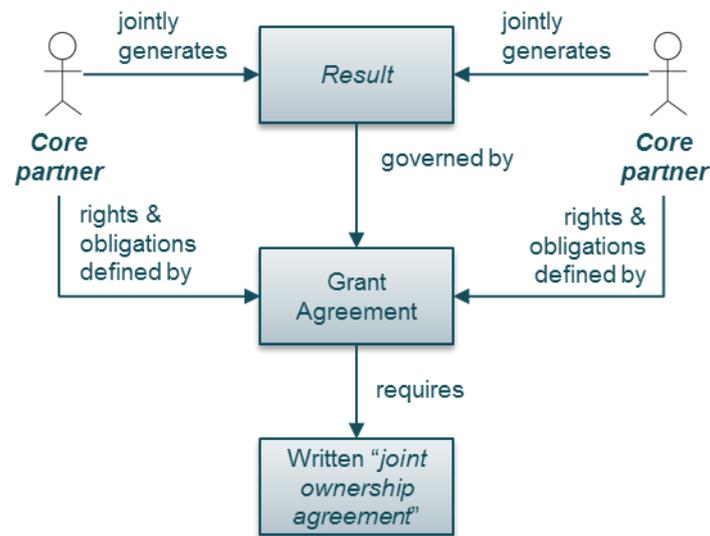 jointly
generates
jointly
generates
Result
Core
partner
Core
partner
governed by
rights &
obligations
defined by
rights &
obligations
defined by
Grant
Agreement
requires
Written “joint
ownership
agreement”